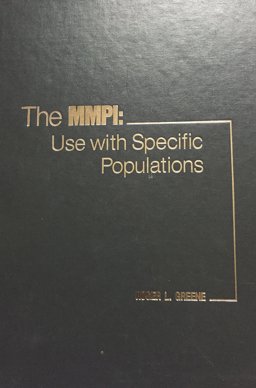 The MMPI:
Use with Specific
Populations
ROGER L. GREENE